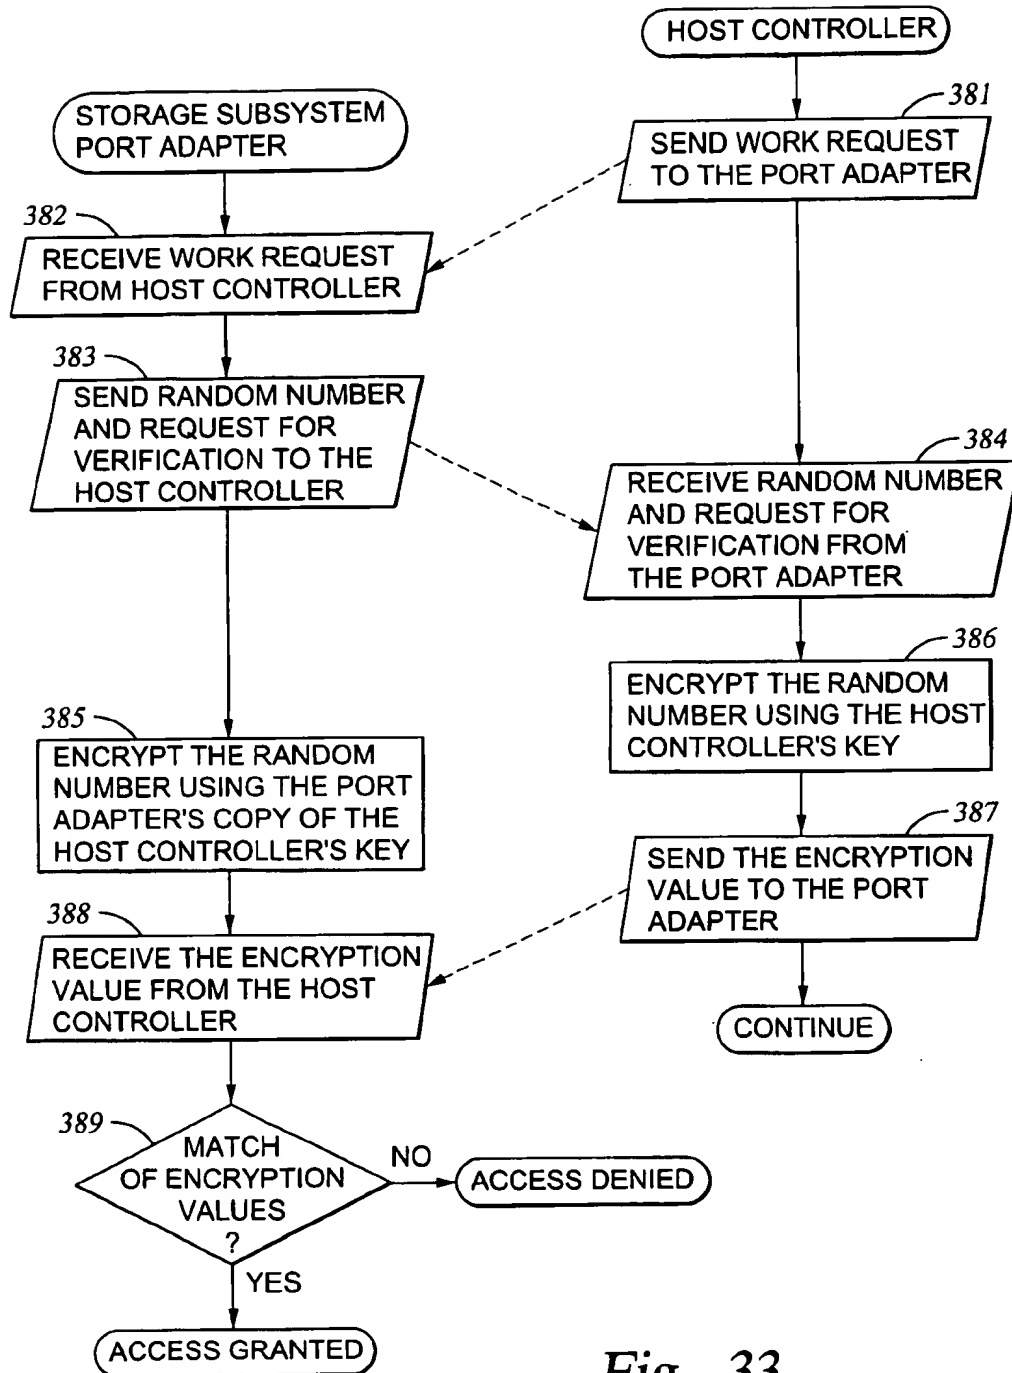 HOST CONTROLLER
381
SEND WORK REQUEST
TO THE PORT ADAPTER
STORAGE SUBSYSTEM
PORT ADAPTER
382
RECEIVE WORK REQUEST
FROM HOST CONTROLLER
383
SEND RANDOM NUMBER
AND REQUEST FOR
VERIFICATION TO THE
HOST CONTROLLER
384
RECEIVE RANDOM NUMBER
AND REQUEST FOR
VERIFICATION FROM
THE PORT ADAPTER
386
ENCRYPT THE RANDOM
NUMBER USING THE HOST
CONTROLLER'S KEY
385
ENCRYPT THE RANDOM
NUMBER USING THE PORT
ADAPTER'S COPY OF THE
HOST CONTROLLER'S KEY
387
SEND THE ENCRYPTION
VALUE TO THE PORT
ADAPTER
388
RECEIVE THE ENCRYPTION
VALUE FROM THE HOST
CONTROLLER
CONTINUE
389
MATCH
OF ENCRYPTION
VALUES
?
NO
ACCESS DENIED
YES
ACCESS GRANTED
Fig. 33